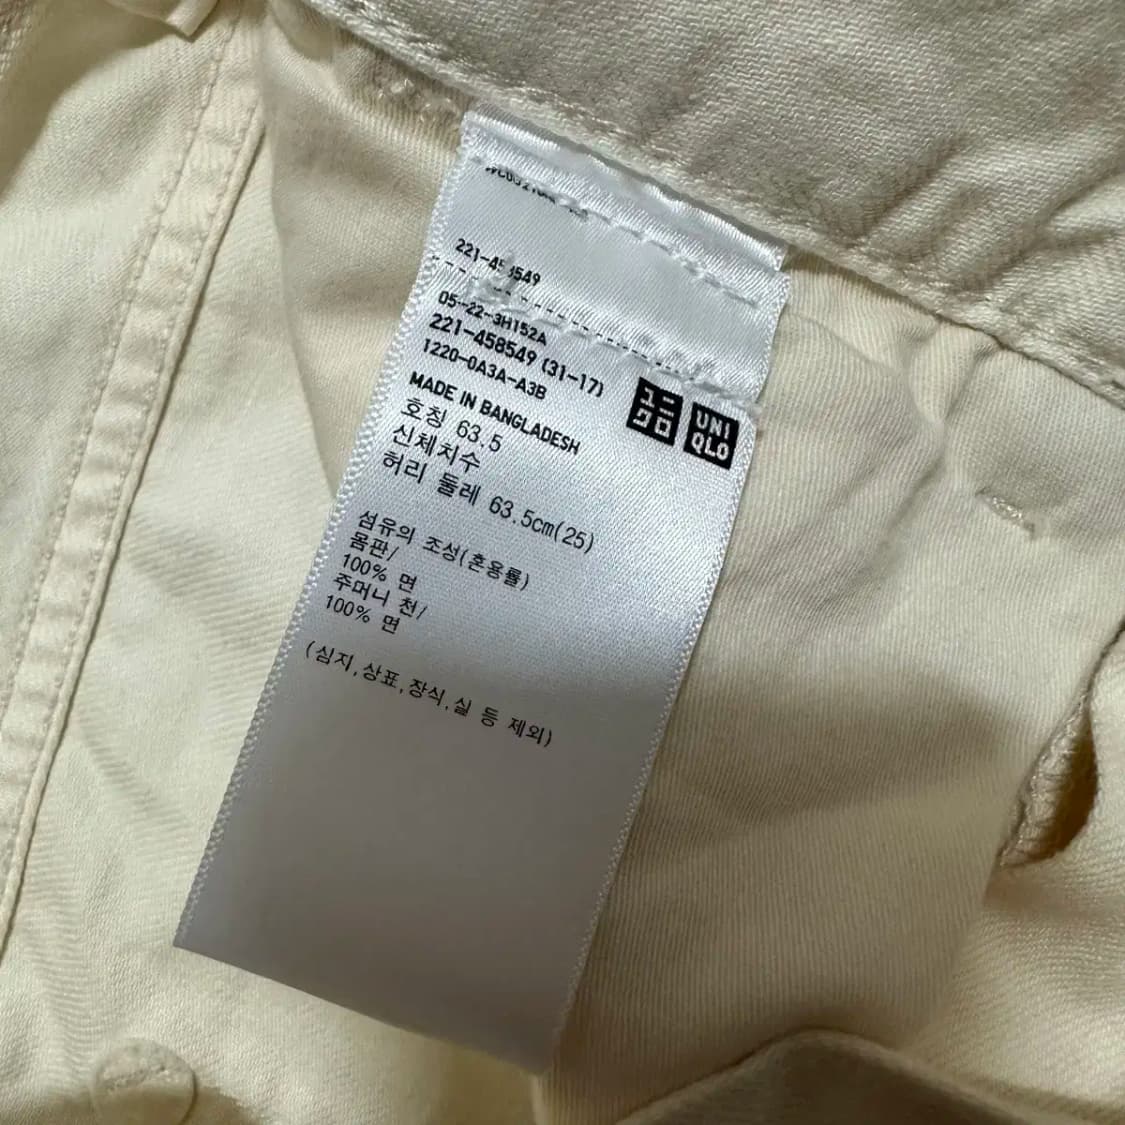 221-458549
05-22-3H152A
221-458549 (31-17)
1220-0A3A-A3B
ユニ
クロ
UNI
QLO
MADE IN BANGLADESH
호칭 63.5
신체치수
허리 둘레 63.5cm(25)
섬유의 조성(혼용률)
몸판/
100% 면
주머니 천/
100% 면
(심지,상표,장식,실 등 제외)